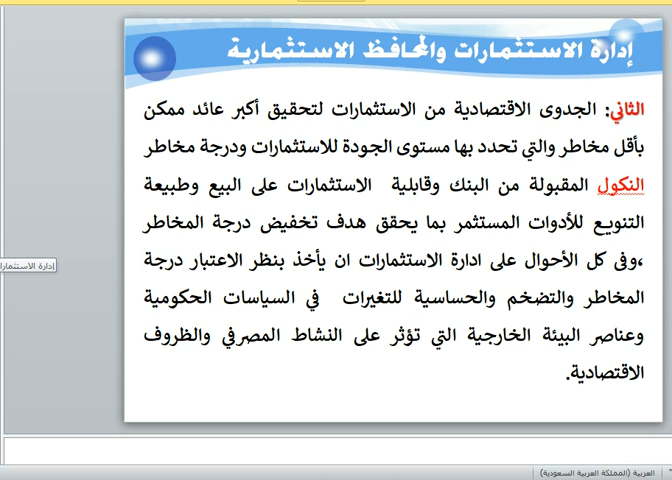 إدارة الاستثمارات والمحافظ الاستثمارية
الثاني: الجدوى الاقتصادية من الاستثمارات لتحقيق أكبر عائد ممكن
بأقل مخاطر والتي تحدد بها مستوى الجودة للاستثمارات ودرجة مخاطر
النكول المقبولة من البنك وقابلية الاستثمارات على البيع وطبيعة
التنويع للأدوات المستثمر بما يحقق هدف تخفيض درجة المخاطر
،وفى كل الأحوال على ادارة الاستثمارات ان يأخذ بنظر الاعتبار درجة
المخاطر والتضخم والحساسية للتغيرات في السياسات الحكومية
وعناصر البيئة الخارجية التي تؤثر على النشاط المصرفي والظروف
الاقتصادية.
إدارة الاستثمارا
العربية (المملكة العربية السعودية)